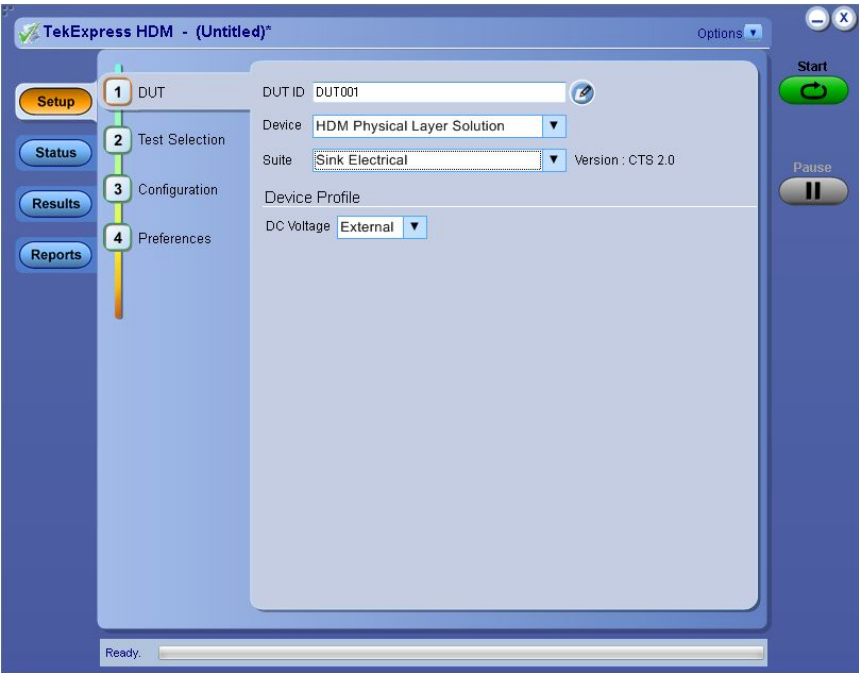 TekExpress HDM - (Untitled)*
Options
Start
Pause
Setup
Status
Results
Reports
1 DUT
2 Test Selection
3 Configuration
4 Preferences
DUT ID DUT001
Device HDM Physical Layer Solution
Suite Sink Electrical Version : CTS 2.0
Device Profile
DC Voltage External
Ready.